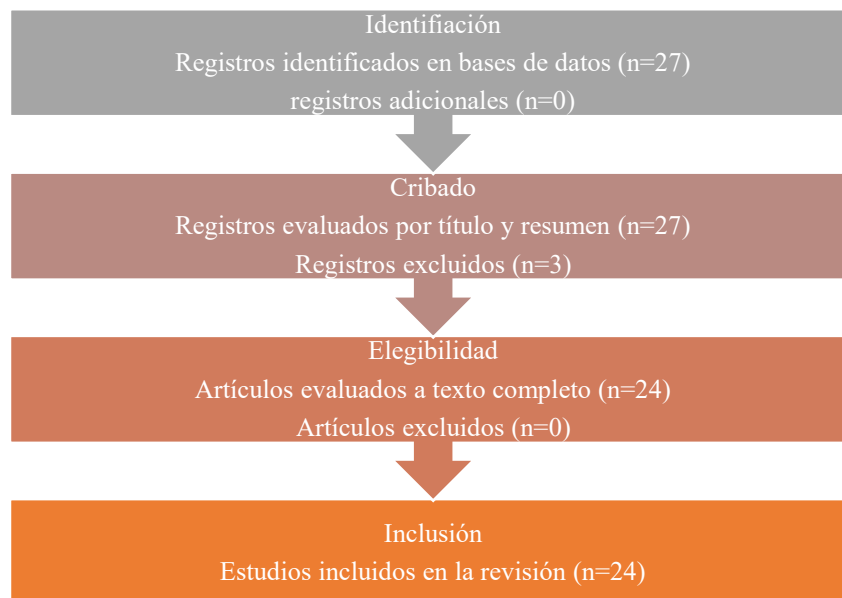 Identifiación
Registros identificados en bases de datos (n=27)
registros adicionales (n=0)
Cribado
Registros evaluados por título y resumen (n=27)
Registros excluidos (n=3)
Elegibilidad
Artículos evaluados a texto completo (n=24)
Artículos excluidos (n=0)
Inclusión
Estudios incluidos en la revisión (n=24)